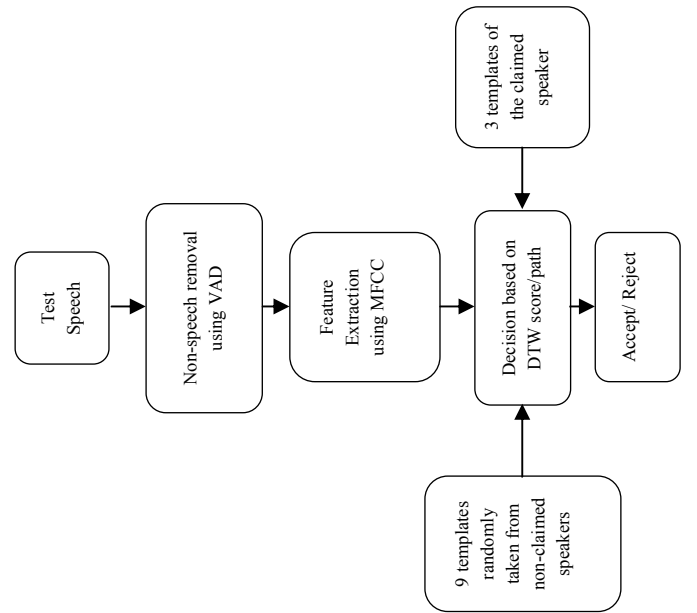 Test
Speech
Non-speech removal
using VAD
Feature
Extraction
using MFCC
3 templates of
the claimed
speaker
Decision based on
DTW score/path
9 templates
randomly
taken from
non-claimed
speakers
Accept/ Reject